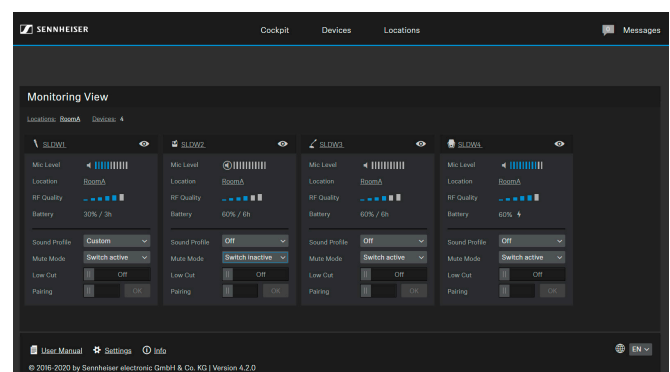 SENNHEISER Cockpit Devices Locations 0 Messages
Monitoring View
Locations: RoomA Devices: 4
SLDW1 SLDW2 SLDW3 SLDW4
Mic Level Mic Level Mic Level Mic Level
Location RoomA Location RoomA Location RoomA Location RoomA
RF Quality RF Quality RF Quality RF Quality
Battery 30% / 3h Battery 60% / 6h Battery 60% / 6h Battery 60%
Sound Profile Custom Sound Profile Off Sound Profile Off Sound Profile Off
Mute Mode Switch active Mute Mode Switch inactive Mute Mode Switch active Mute Mode Switch active
Low Cut Off Low Cut Off Low Cut Off Low Cut Off
Pairing OK Pairing OK Pairing OK Pairing OK
User Manual Settings Info EN
© 2016-2020 by Sennheiser electronic GmbH & Co. KG | Version 4.2.0